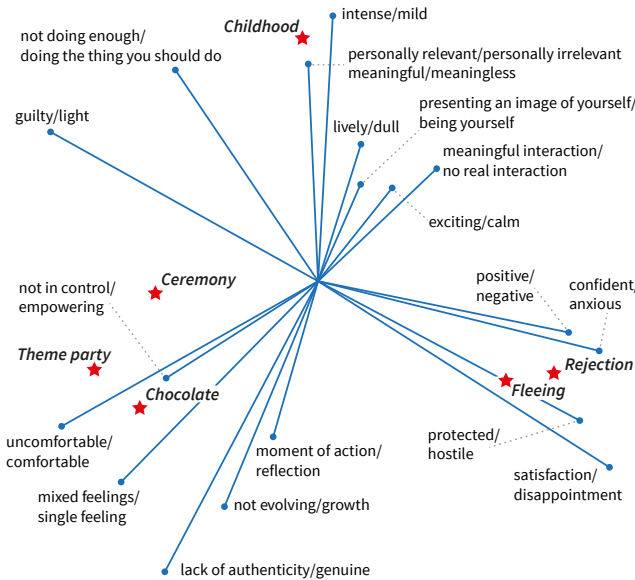 intense/mild
Childhood
not doing enough/
doing the thing you should do
personally relevant/personally irrelevant
meaningful/meaningless
presenting an image of yourself/
being yourself
guilty/light
lively/dull
meaningful interaction/
no real interaction
exciting/calm
Ceremony
positive/
negative
not in control/
empowering
confident/
anxious
Theme party
Rejection
Chocolate
Fleeing
uncomfortable/
comfortable
protected/
hostile
moment of action/
reflection
satisfaction/
disappointment
mixed feelings/
single feeling
not evolving/growth
lack of authenticity/genuine